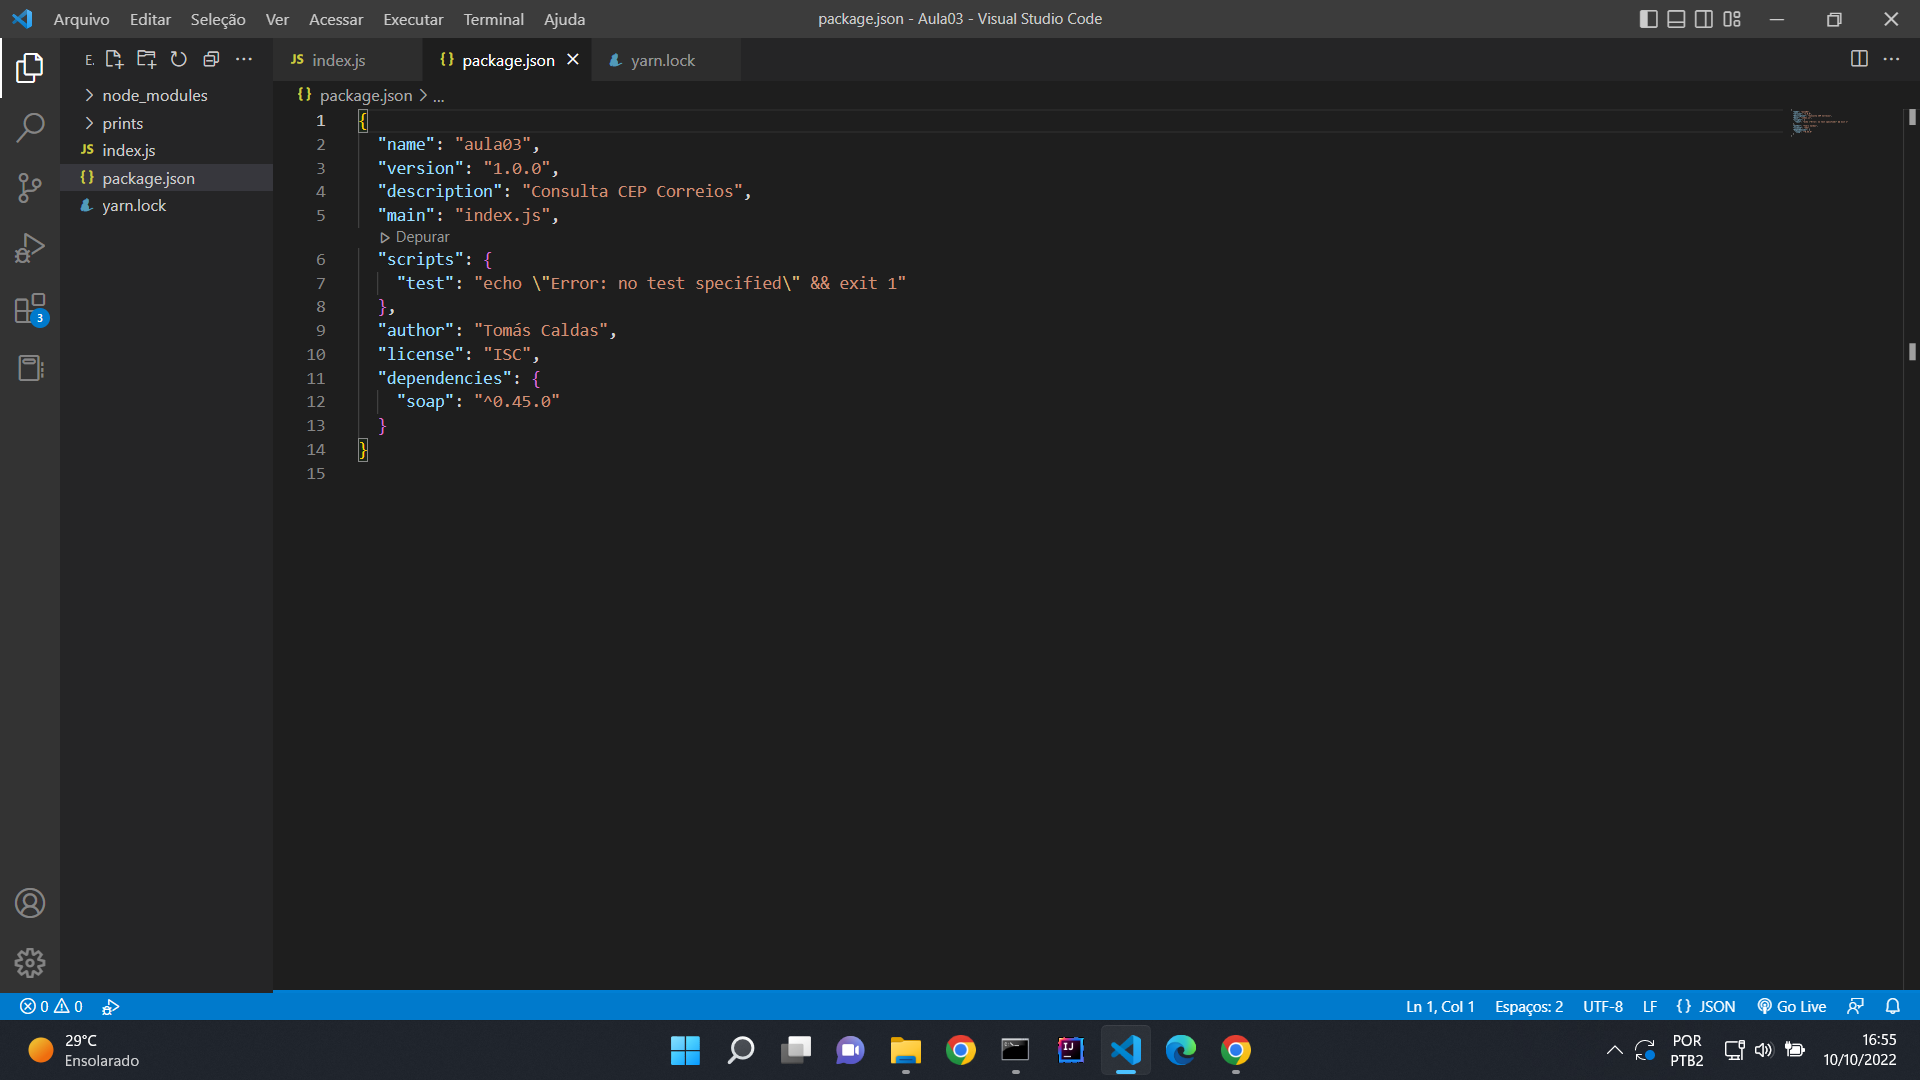 Arquivo Editar Seleção Ver Acessar Executar Terminal Ajuda
package.json - Aula03 - Visual Studio Code
E.
JS index.js
{} package.json
yarn.lock
node_modules
prints
JS index.js
{} package.json
yarn.lock
3
{} package.json > ...
1 {
2 "name": "aula03",
3 "version": "1.0.0",
4 "description": "Consulta CEP Correios",
5 "main": "index.js",
Depurar
6 "scripts": {
7 "test": "echo \"Error: no test specified\" && exit 1"
8 },
9 "author": "Tomás Caldas",
10 "license": "ISC",
11 "dependencies": {
12 "soap": "^0.45.0"
13 }
14 }
15
0 0
Ln 1, Col 1 Espaços: 2 UTF-8 LF {} JSON Go Live
29°C
Ensolarado
IJ
POR
PTB2
16:55
10/10/2022